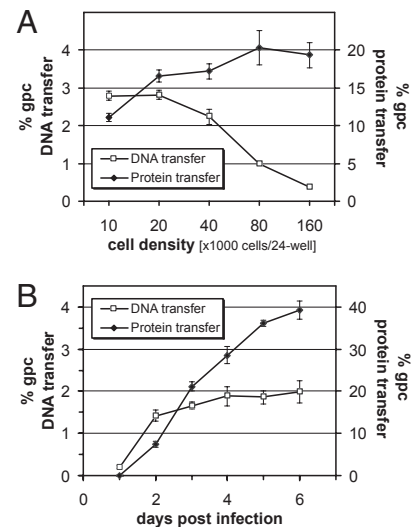 A
% gpc
DNA transfer
4
3
2
1
0
20
15
10
5
0
% gpc
protein transfer
DNA transfer
Protein transfer
10 20 40 80 160
cell density [x1000 cells/24-well]
B
% gpc
DNA transfer
4
3
2
1
0
40
30
20
10
0
% gpc
protein transfer
DNA transfer
Protein transfer
0 2 4 6
days post infection